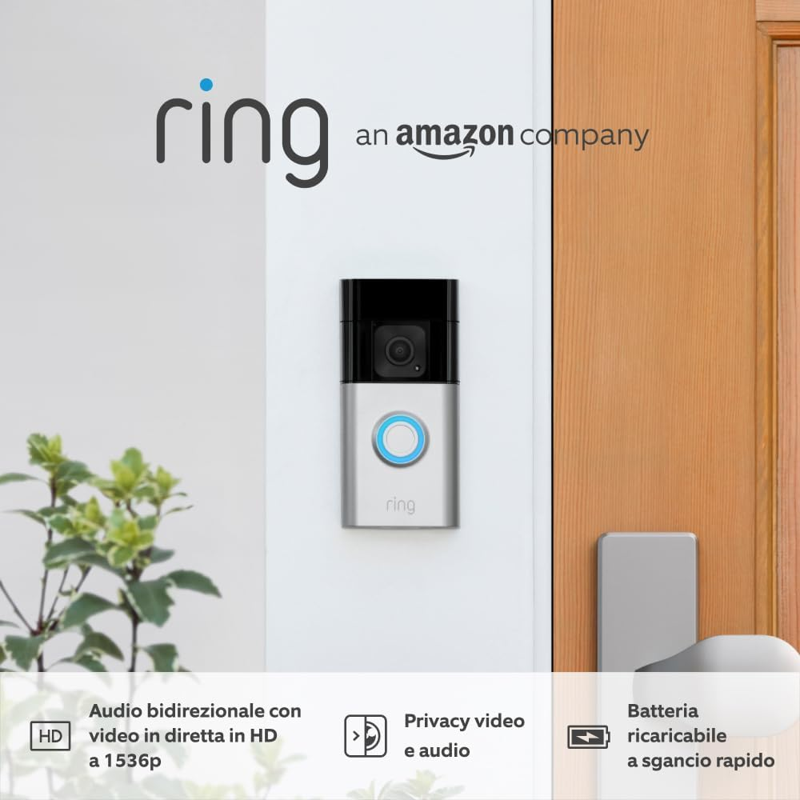 ring an amazon company
ring
HD
Audio bidirezionale con
video in diretta in HD
a 1536p
Privacy video
e audio
Batteria
ricaricabile
a sgancio rapido